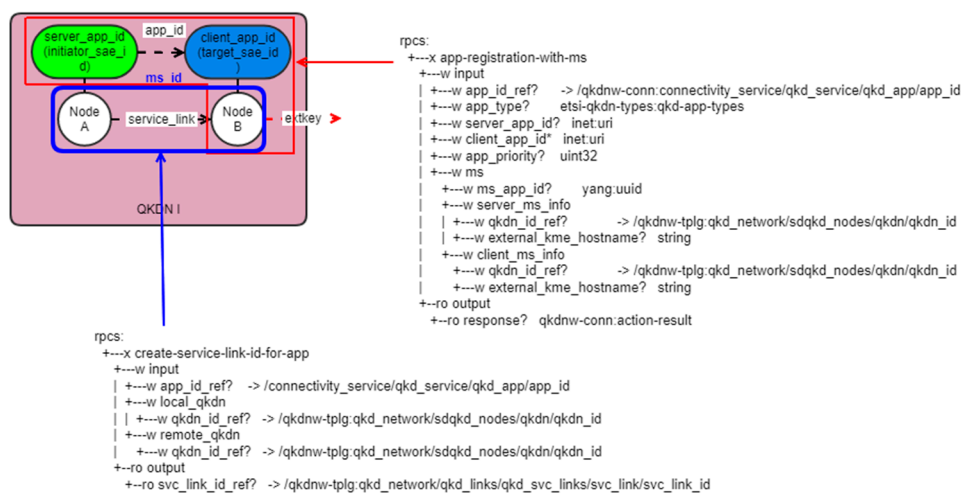 server_app_id
(initiator_sae_i
d)
app_id
client_app_id
(target_sae_id
)
ms_id
Node
A
service_link
Node
B
extkey
QKDN I
rpcs:
+---x app-registration-with-ms
+---w input
| +---w app_id_ref? -> /qkdnw-conn:connectivity_service/qkd_service/qkd_app/app_id
| +---w app_type? etsi-qkdn-types:qkd-app-types
| +---w server_app_id? inet:uri
| +---w client_app_id* inet:uri
| +---w app_priority? uint32
| +---w ms
| +---w ms_app_id? yang:uuid
| +---w server_ms_info
| | +---w qkdn_id_ref? -> /qkdnw-tplg:qkd_network/sdqkd_nodes/qkdn/qkdn_id
| | +---w external_kme_hostname? string
| +---w client_ms_info
| +---w qkdn_id_ref? -> /qkdnw-tplg:qkd_network/sdqkd_nodes/qkdn/qkdn_id
| +---w external_kme_hostname? string
+--ro output
+--ro response? qkdnw-conn:action-result
rpcs:
+---x create-service-link-id-for-app
+---w input
| +---w app_id_ref? -> /connectivity_service/qkd_service/qkd_app/app_id
| +---w local_qkdn
| | +---w qkdn_id_ref? -> /qkdnw-tplg:qkd_network/sdqkd_nodes/qkdn/qkdn_id
| +---w remote_qkdn
| +---w qkdn_id_ref? -> /qkdnw-tplg:qkd_network/sdqkd_nodes/qkdn/qkdn_id
+--ro output
+--ro svc_link_id_ref? -> /qkdnw-tplg:qkd_network/qkd_links/qkd_svc_links/svc_link/svc_link_id